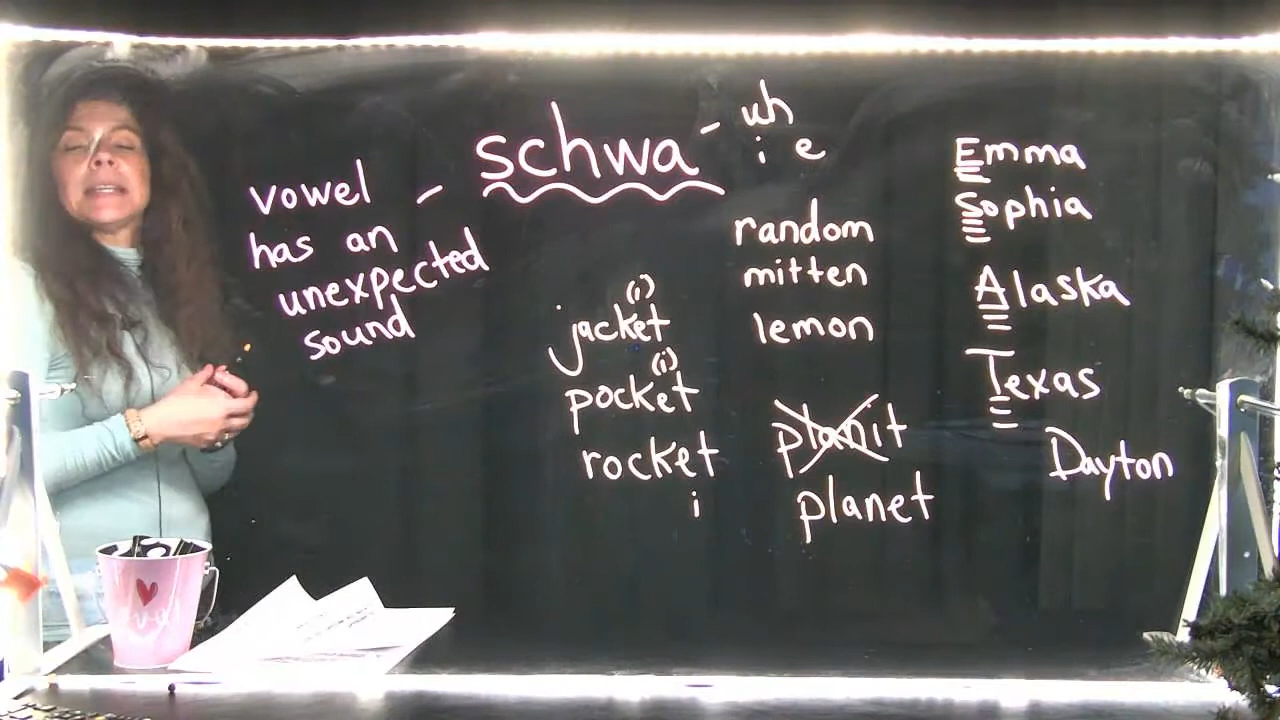 schwa - uh
i e
vowel -
has an
unexpected
sound
(i)
jacket
(i)
pocket
rocket
i
random
mitten
lemon
planit
planet
Emma
Sophia
Alaska
Texas
Dayton